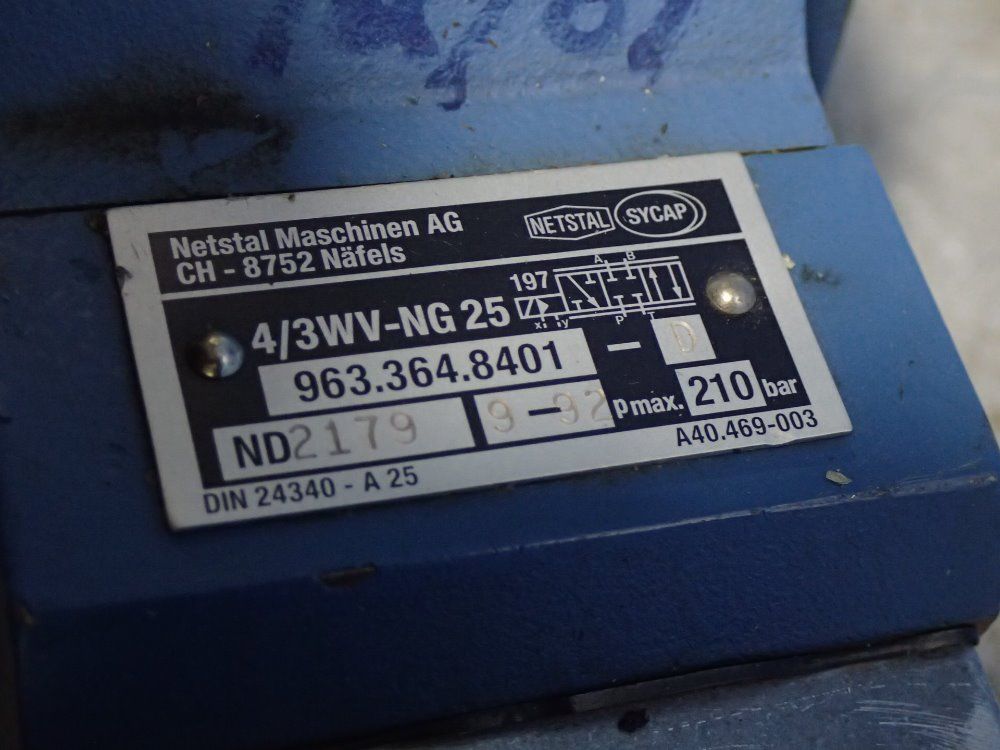 Netstal Maschinen AG
CH - 8752 Näfels
NETSTAL SYCAP
4/3WV-NG 25
197
A B
x y P T
963.364.8401 - D
ND2179 9-92 p max. 210 bar
DIN 24340 - A 25
A40.469-003